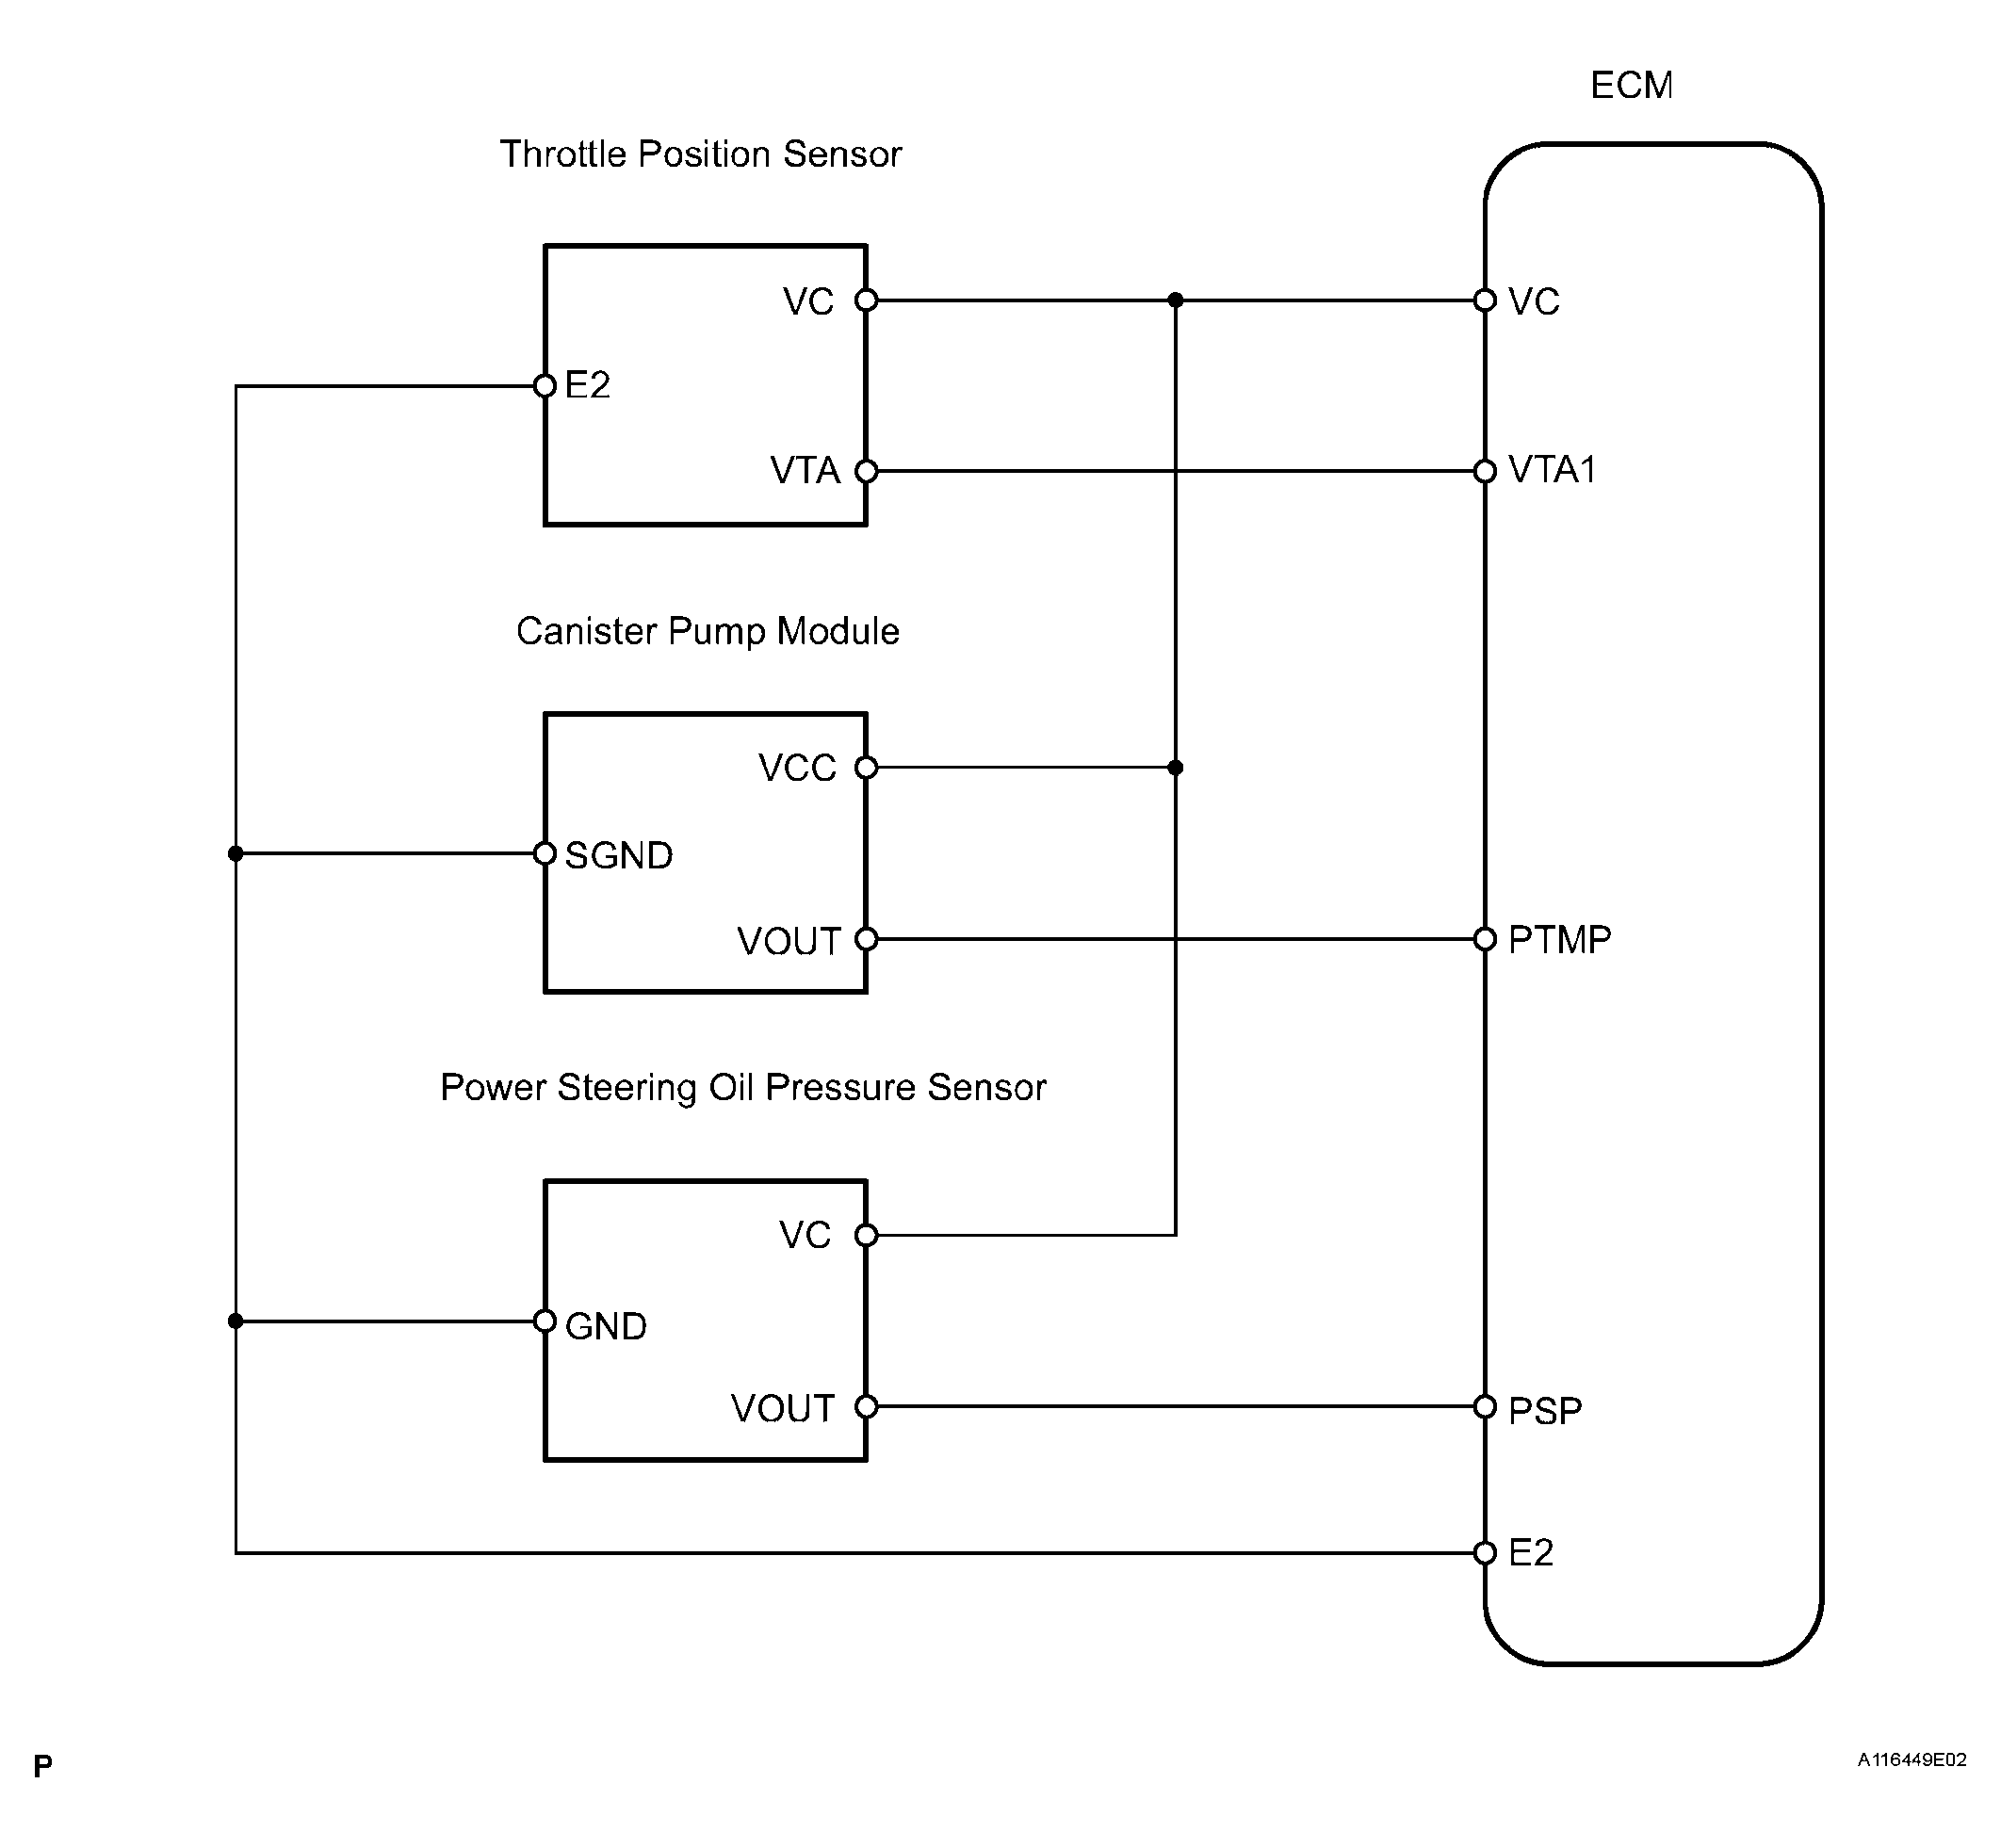 ECM
Throttle Position Sensor
VC
VC
E2
VTA
VTA1
Canister Pump Module
VCC
SGND
VOUT
PTMP
Power Steering Oil Pressure Sensor
VC
GND
VOUT
PSP
E2
P
A116449E02